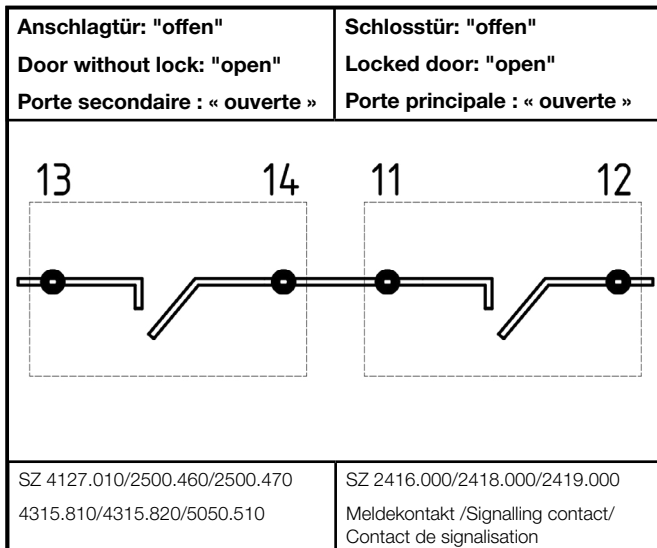 Anschlagtür: "offen"
Door without lock: "open"
Porte secondaire : « ouverte »
Schlosstür: "offen"
Locked door: "open"
Porte principale : « ouverte »
13 14 11 12
SZ 4127.010/2500.460/2500.470
4315.810/4315.820/5050.510
SZ 2416.000/2418.000/2419.000
Meldekontakt /Signalling contact/
Contact de signalisation